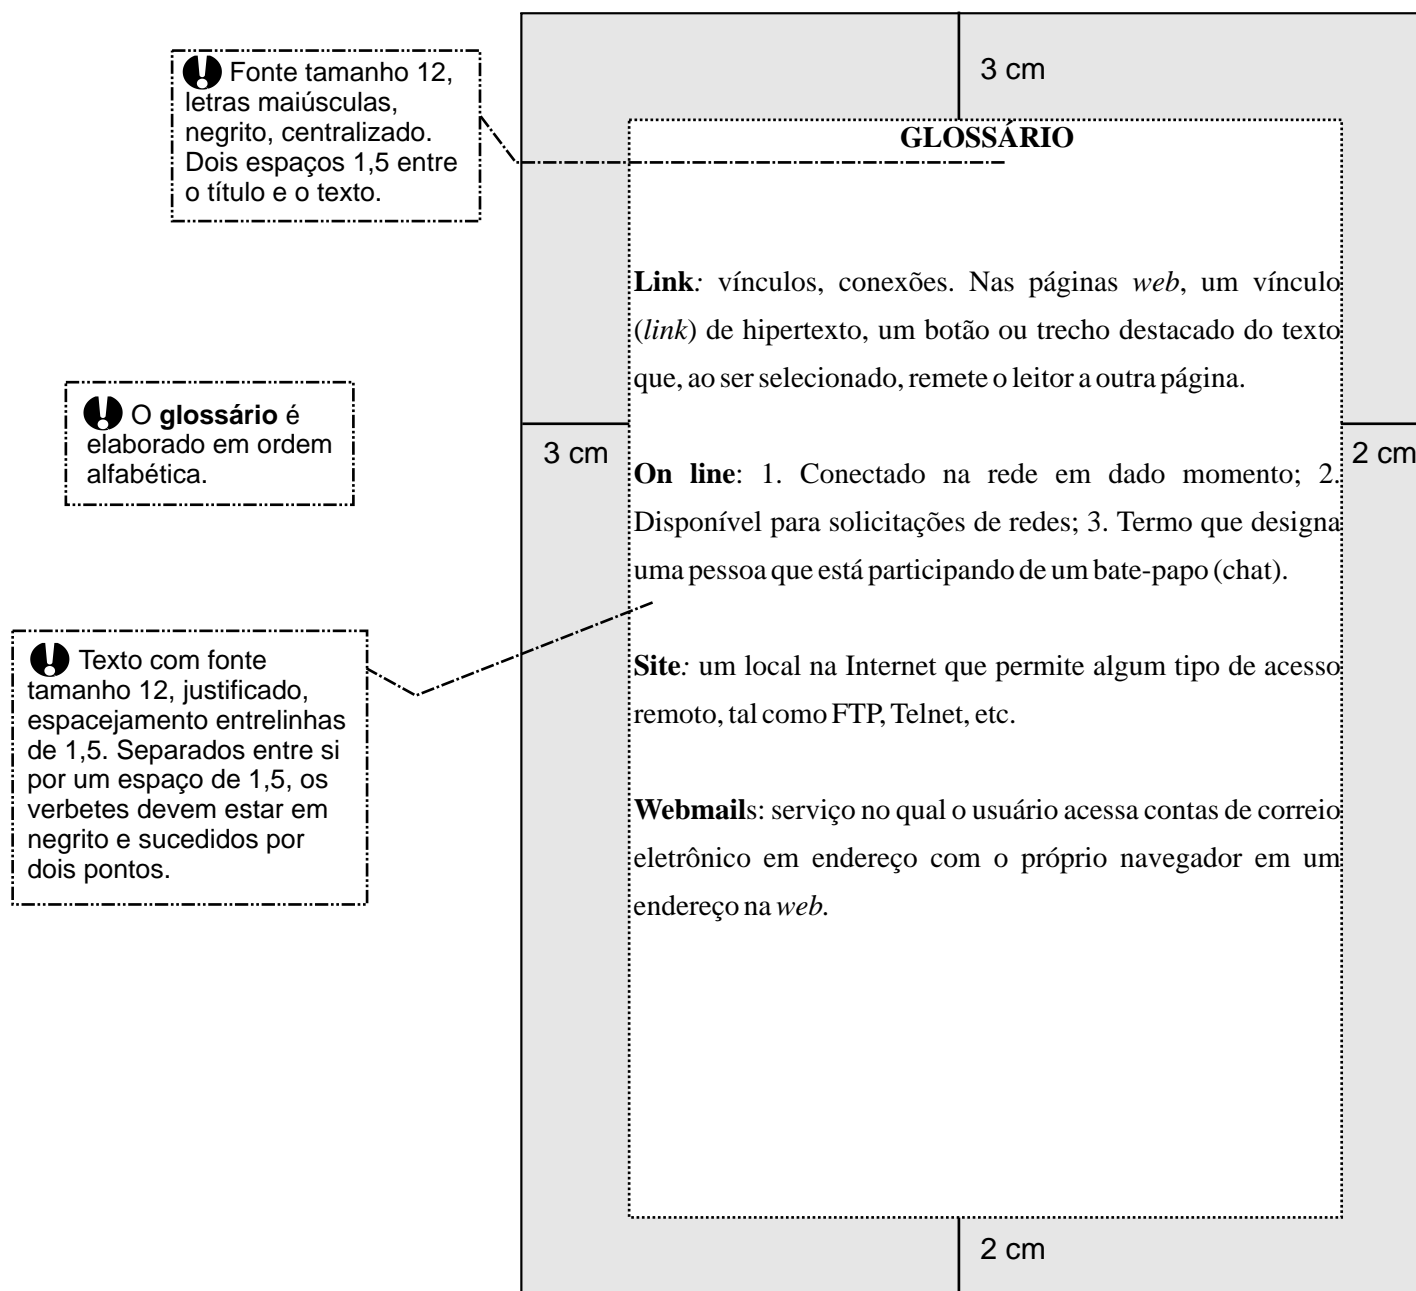 Fonte tamanho 12,
letras maiúsculas,
negrito, centralizado.
Dois espaços 1,5 entre
o título e o texto.
O glossário é
elaborado em ordem
alfabética.
Texto com fonte
tamanho 12, justificado,
espacejamento entrelinhas
de 1,5. Separados entre si
por um espaço de 1,5, os
verbetes devem estar em
negrito e sucedidos por
dois pontos.
3 cm
GLOSSÁRIO
Link: vínculos, conexões. Nas páginas web, um vínculo
(link) de hipertexto, um botão ou trecho destacado do texto
que, ao ser selecionado, remete o leitor a outra página.
3 cm
2 cm
On line: 1. Conectado na rede em dado momento; 2.
Disponível para solicitações de redes; 3. Termo que designa
uma pessoa que está participando de um bate-papo (chat).
Site: um local na Internet que permite algum tipo de acesso
remoto, tal como FTP, Telnet, etc.
Webmails: serviço no qual o usuário acessa contas de correio
eletrônico em endereço com o próprio navegador em um
endereço na web.
2 cm